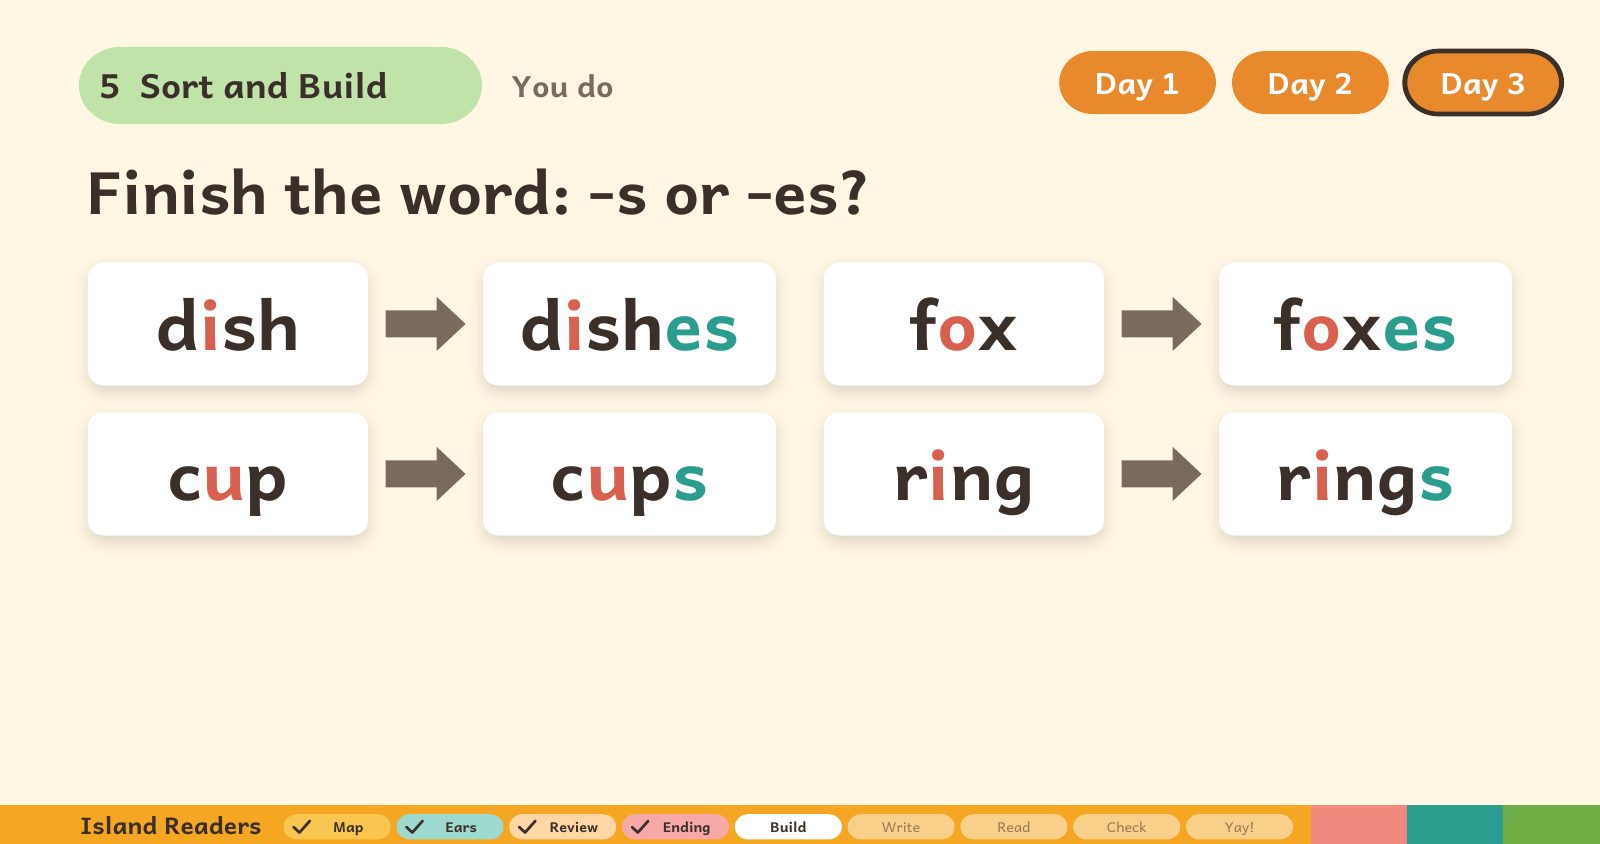 5 Sort and Build You do Day 1 Day 2 Day 3
Finish the word: –s or –es?
dish dishes fox foxes
cup cups ring rings
Island Readers Map Ears Review Ending Build Write Read Check Yay!